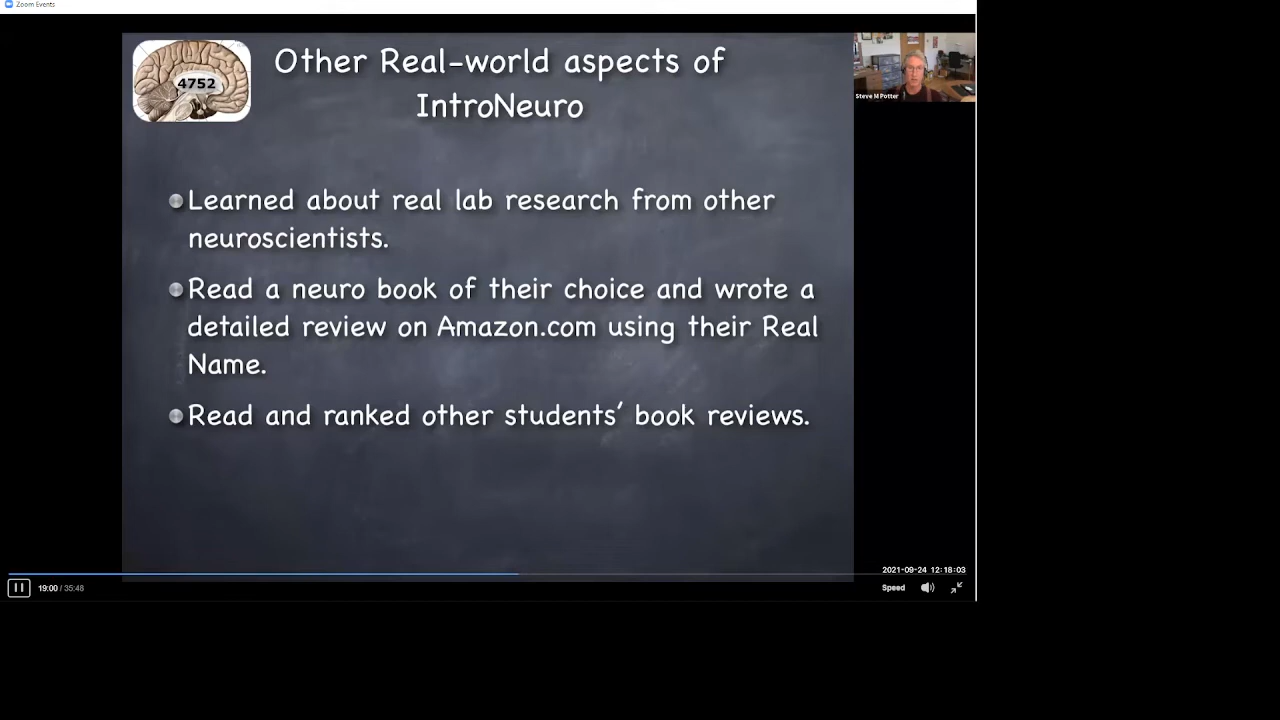 Zoom Events
4752
Other Real-world aspects of
IntroNeuro
Steve M Potter
Learned about real lab research from other
neuroscientists.
Read a neuro book of their choice and wrote a
detailed review on Amazon.com using their Real
Name.
Read and ranked other students’ book reviews.
2021-09-24 12:18:03
19:00 / 35:48
Speed